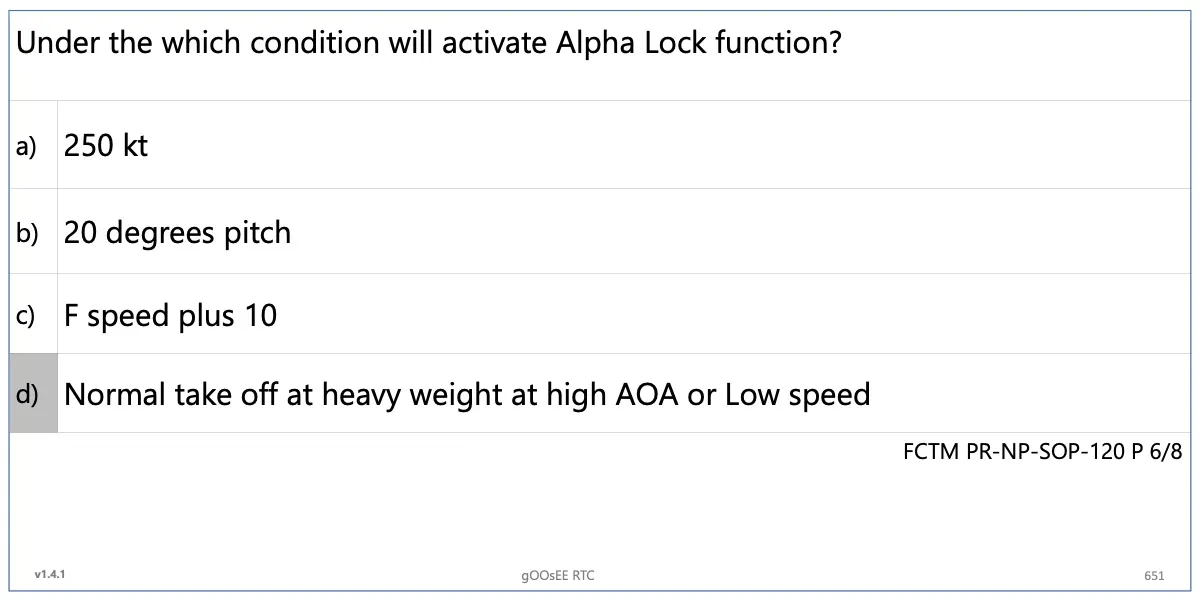 Under the which condition will activate Alpha Lock function?
a) 250 kt
b) 20 degrees pitch
c) F speed plus 10
d) Normal take off at heavy weight at high AOA or Low speed
FCTM PR-NP-SOP-120 P 6/8
v1.4.1 gOOsEE RTC 651